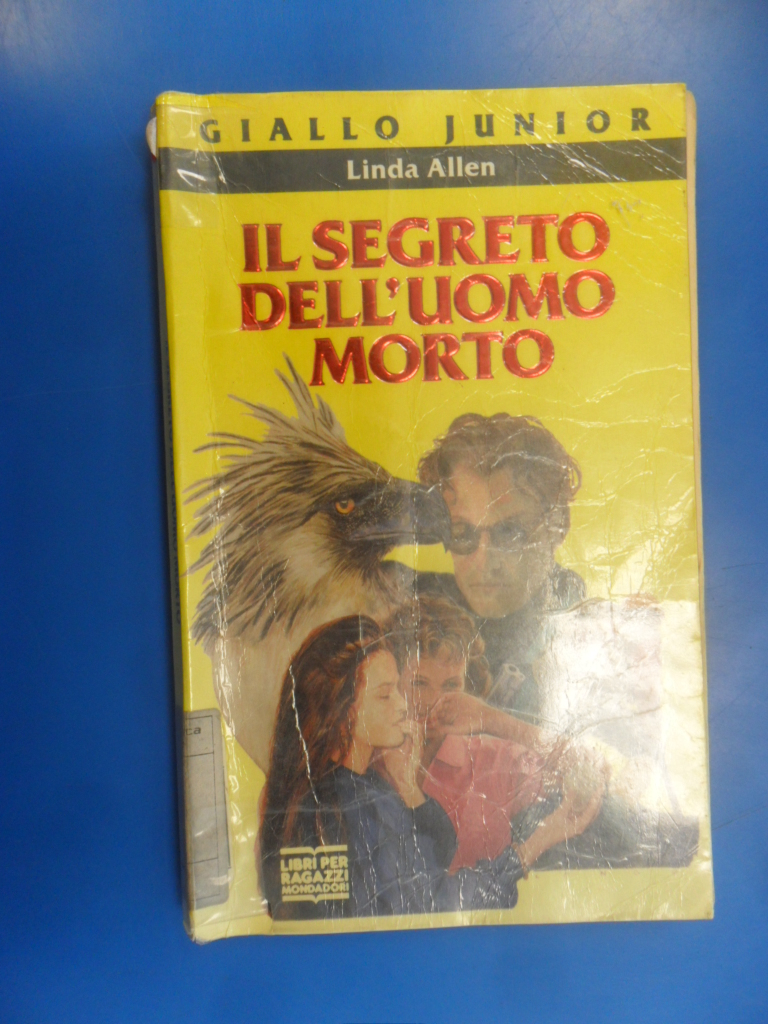 GIALLO JUNIOR
Linda Allen
IL SEGRETO
DELL'UOMO
MORTO
LIBRI PER
RAGAZZI
MONDADORI